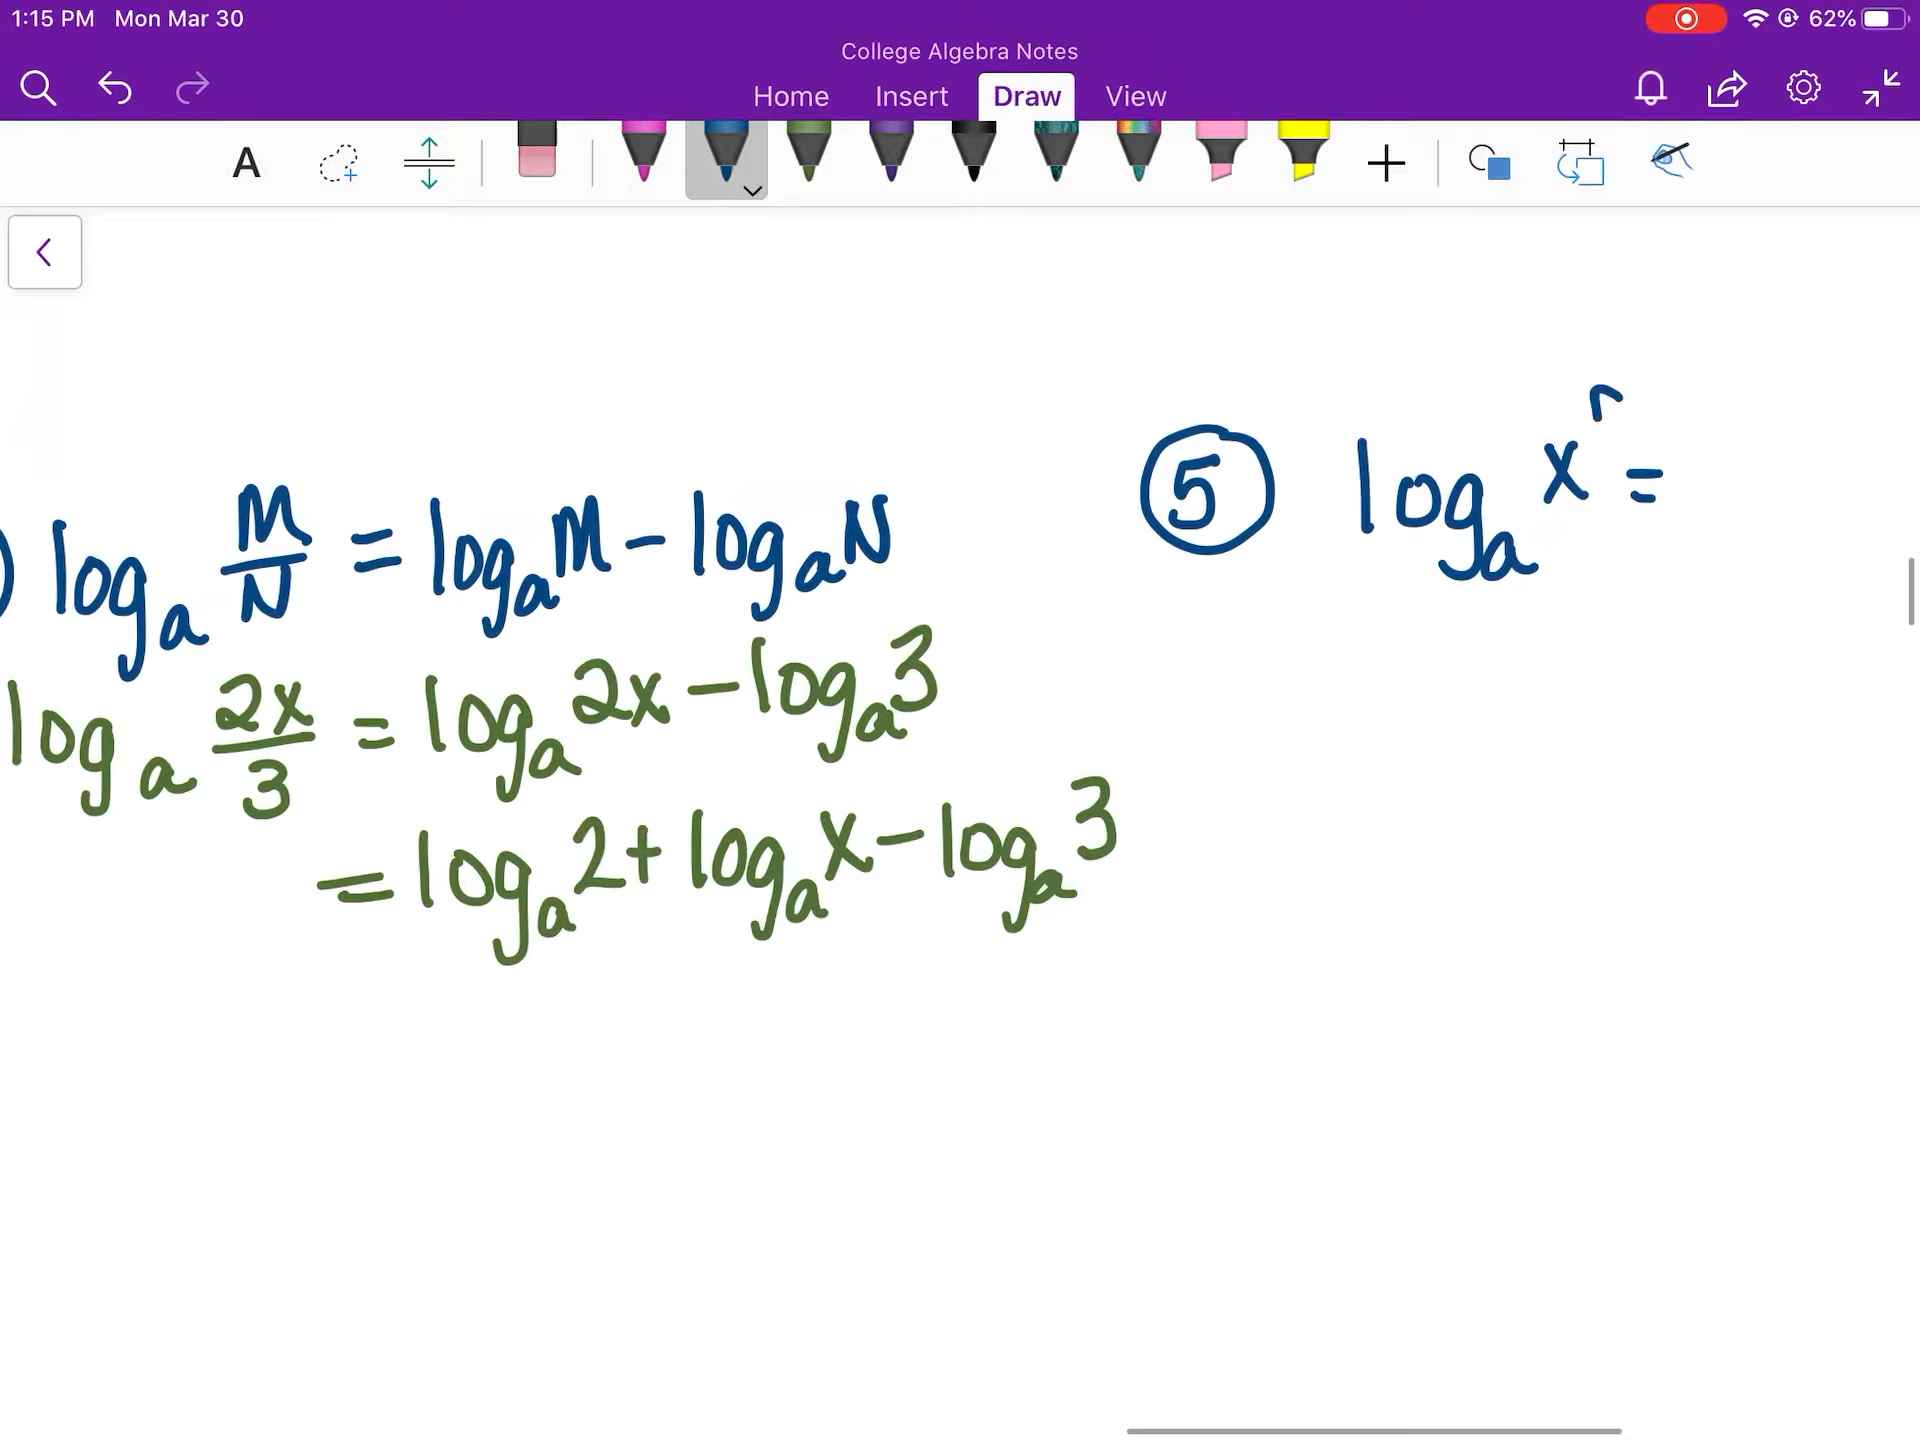 1:15 PM Mon Mar 30
62%
College Algebra Notes
Home Insert Draw View
A
log_a M/N = log_a M - log_a N
log_a 2x/3 = log_a 2x - log_a 3
= log_a 2 + log_a x - log_a 3
5 log_a x^r =